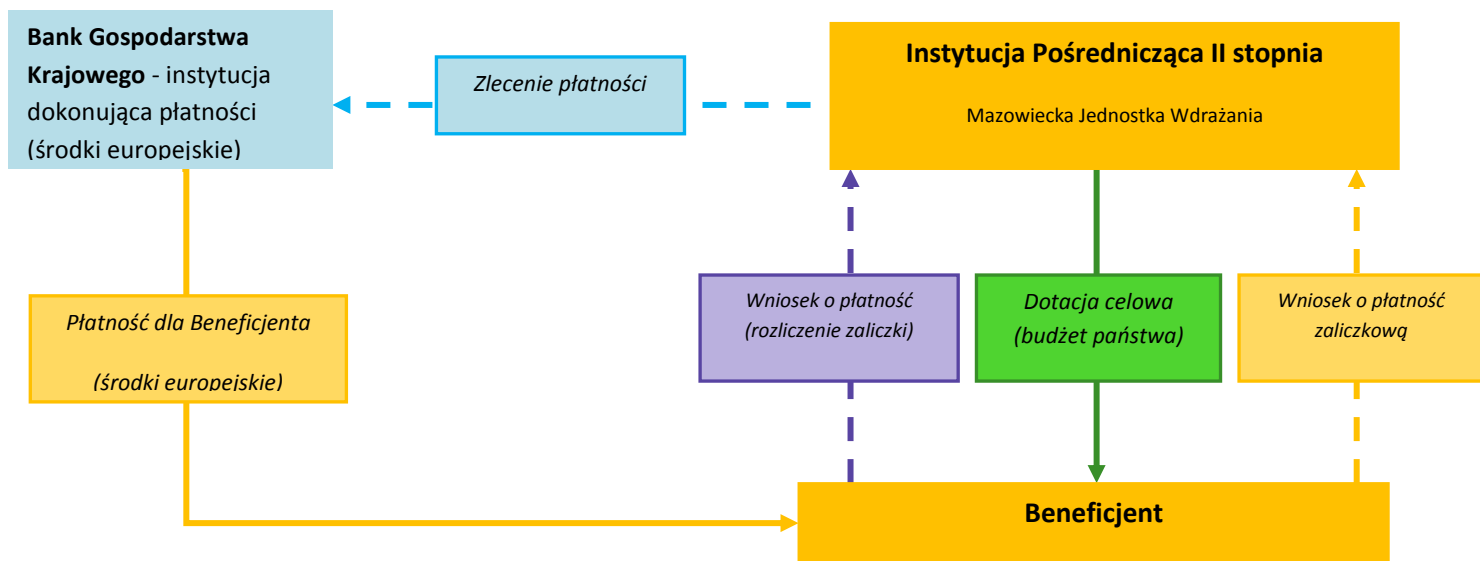 Bank Gospodarstwa
Krajowego - instytucja
dokonująca płatności
(środki europejskie)
Zlecenie płatności
Instytucja Pośrednicząca II stopnia
Mazowiecka Jednostka Wdrażania
Płatność dla Beneficjenta
(środki europejskie)
Wniosek o płatność
(rozliczenie zaliczki)
Dotacja celowa
(budżet państwa)
Wniosek o płatność
zaliczkową
Beneficjent